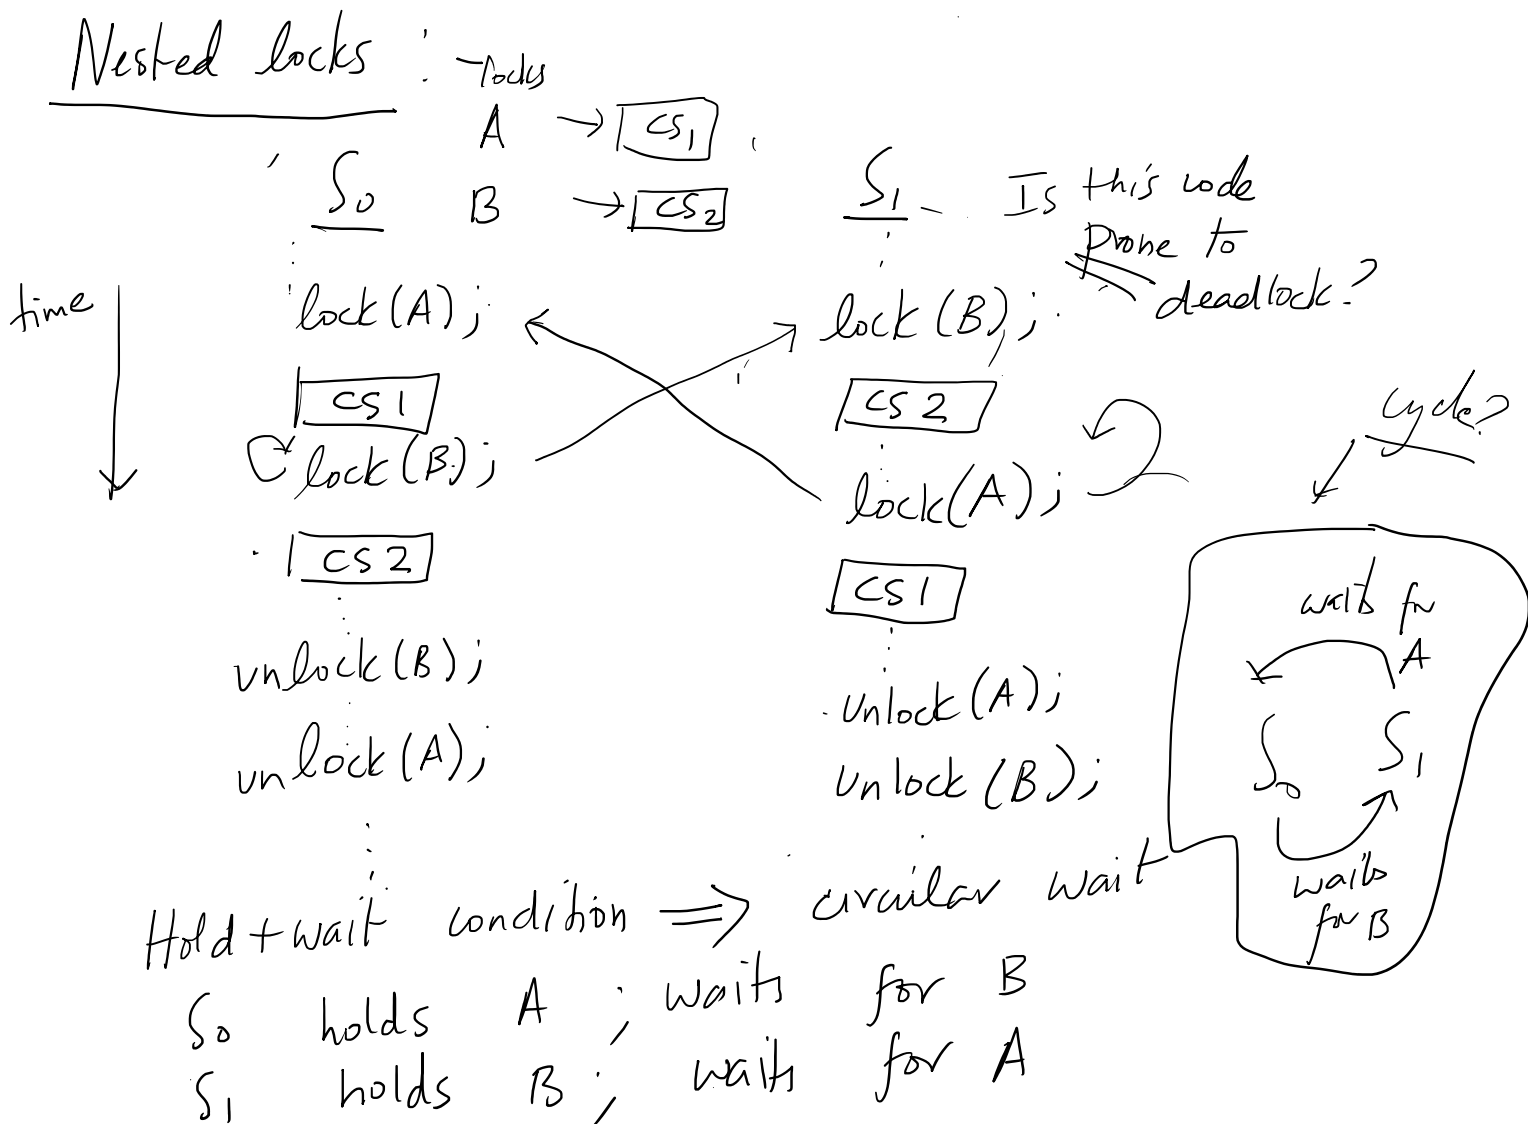 Nested locks :
- locks
A → CS1
B → CS2
S0
S1
Is this code
prone to
deadlock?
time
lock(A);
CS1
lock(B);
CS2
unlock(B);
unlock(A);
lock(B);
CS2
lock(A);
CS1
unlock(A);
unlock(B);
cycle?
waits for
A
S0 S1
waits
for B
Hold + wait condition ⇒ circular wait
S0 holds A ; waits for B
S1 holds B ; waits for A